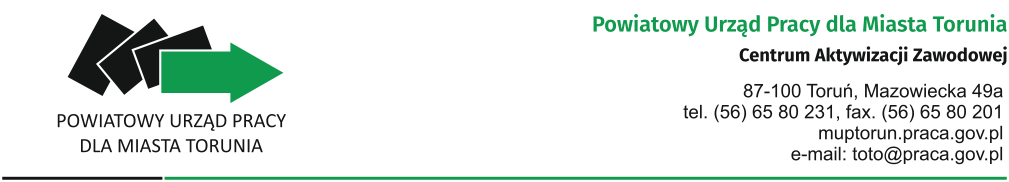 POWIATOWY URZĄD PRACY
DLA MIASTA TORUNIA
Powiatowy Urząd Pracy dla Miasta Torunia
Centrum Aktywizacji Zawodowej
87-100 Toruń, Mazowiecka 49a
tel. (56) 65 80 231, fax. (56) 65 80 201
muptorun.praca.gov.pl
e-mail: toto@praca.gov.pl